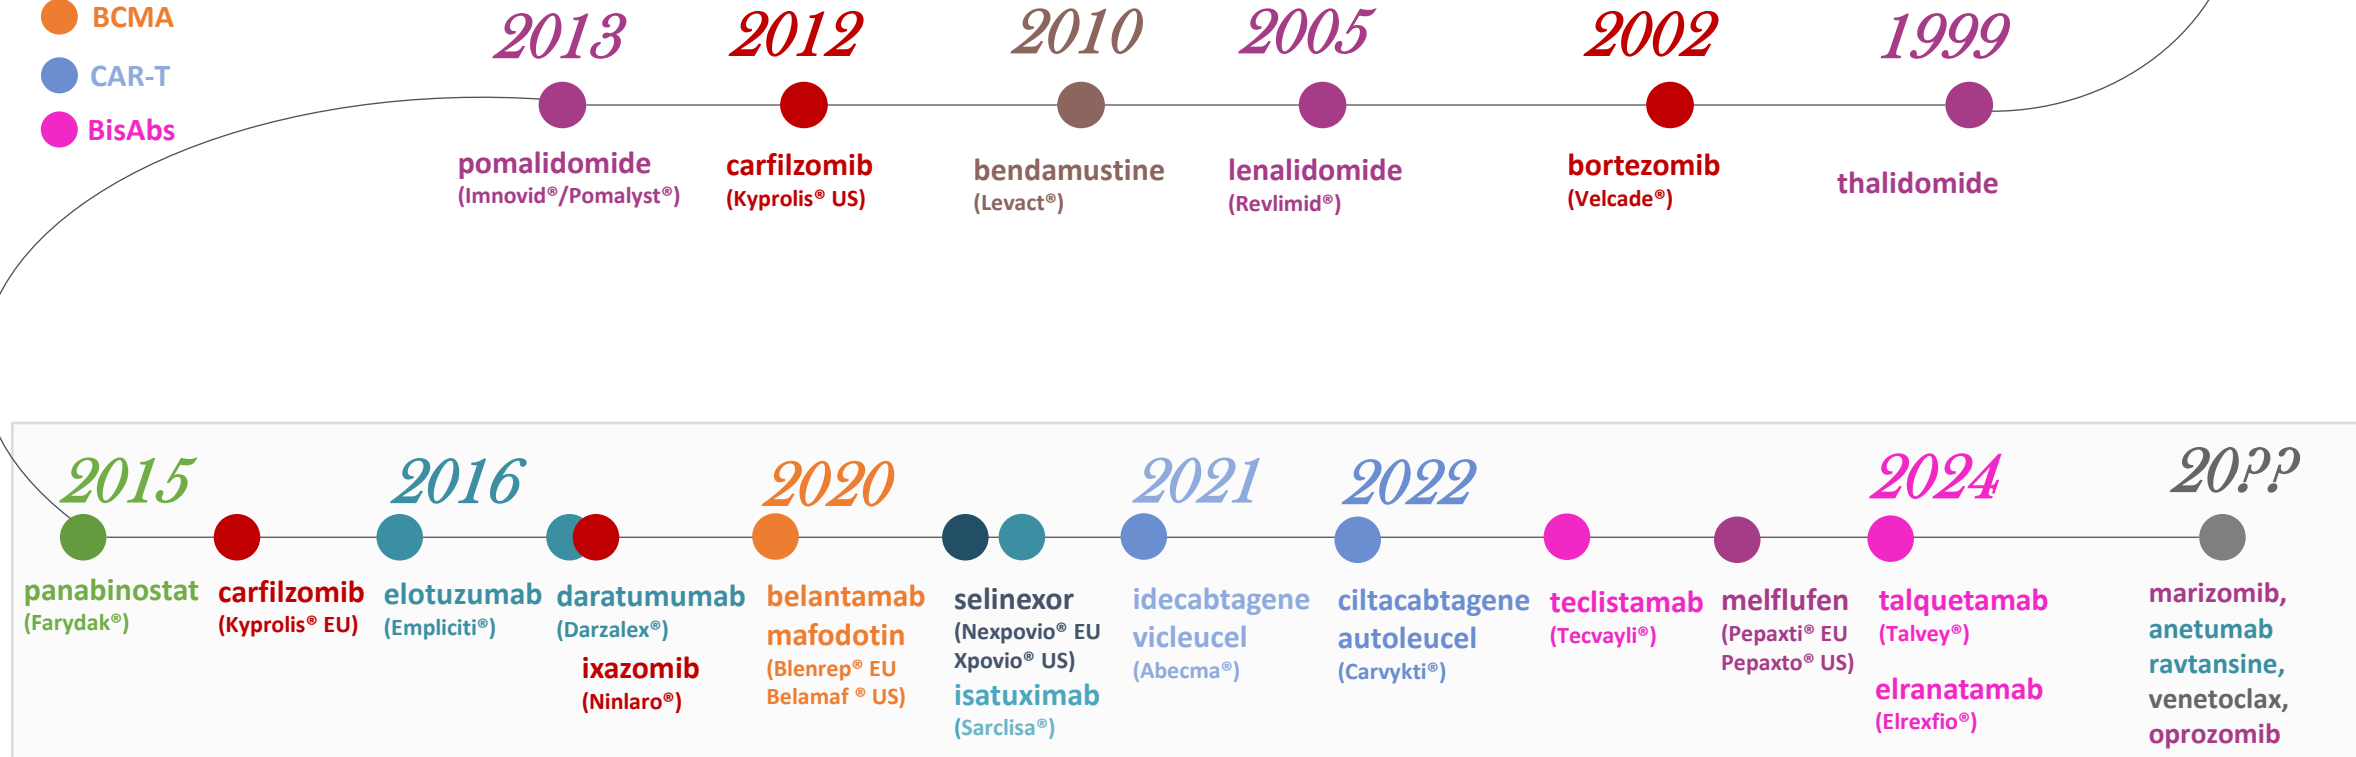 BCMA
CAR-T
BisAbs
2013
2012
2010
2005
2002
1999
pomalidomide
(Imnovid®/Pomalyst®)
carfilzomib
(Kyprolis® US)
bendamustine
(Levact®)
lenalidomide
(Revlimid®)
bortezomib
(Velcade®)
thalidomide
2015
2016
2020
2021
2022
2024
20??
panabinostat
(Farydak®)
carfilzomib
(Kyprolis® EU)
elotuzumab
(Empliciti®)
daratumumab
(Darzalex®)
ixazomib
(Ninlaro®)
belantamab
mafodotin
(Blenrep® EU
Belamaf ® US)
selinexor
(Nexpovio® EU
Xpovio® US)
isatuximab
(Sarclisa®)
idecabtagene
vicleucel
(Abecma®)
ciltacabtagene
autoleucel
(Carvykti®)
teclistamab
(Tecvayli®)
melflufen
(Pepaxti® EU
Pepaxto® US)
talquetamab
(Talvey®)
elranatamab
(Elrexfio®)
marizomib,
anetumab
ravtansine,
venetoclax,
oprozomib